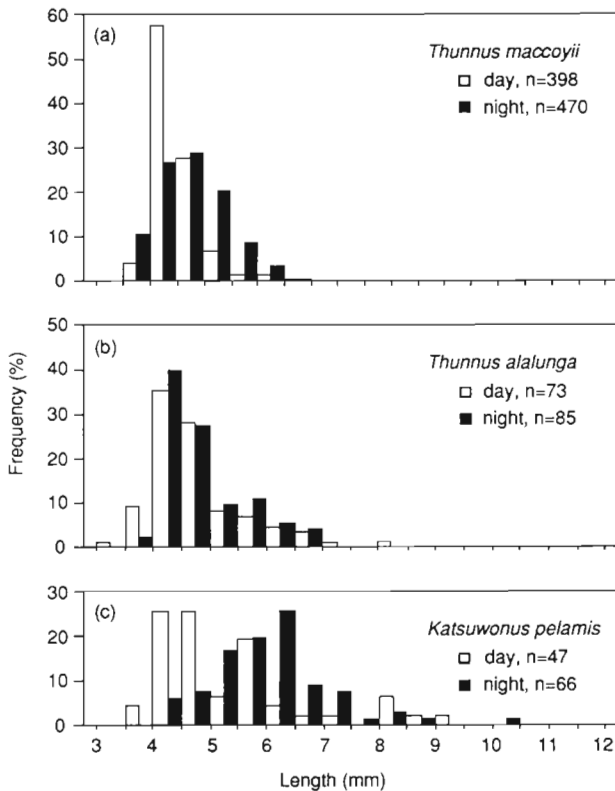 (a)
Thunnus maccoyii
day, n=398
night, n=470
60
50
40
30
20
10
0
(b)
Thunnus alalunga
day, n=73
night, n=85
50
40
30
20
10
0
Frequency (%)
(c)
Katsuwonus pelamis
day, n=47
night, n=66
30
20
10
0
3 4 5 6 7 8 9 10 11 12
Length (mm)